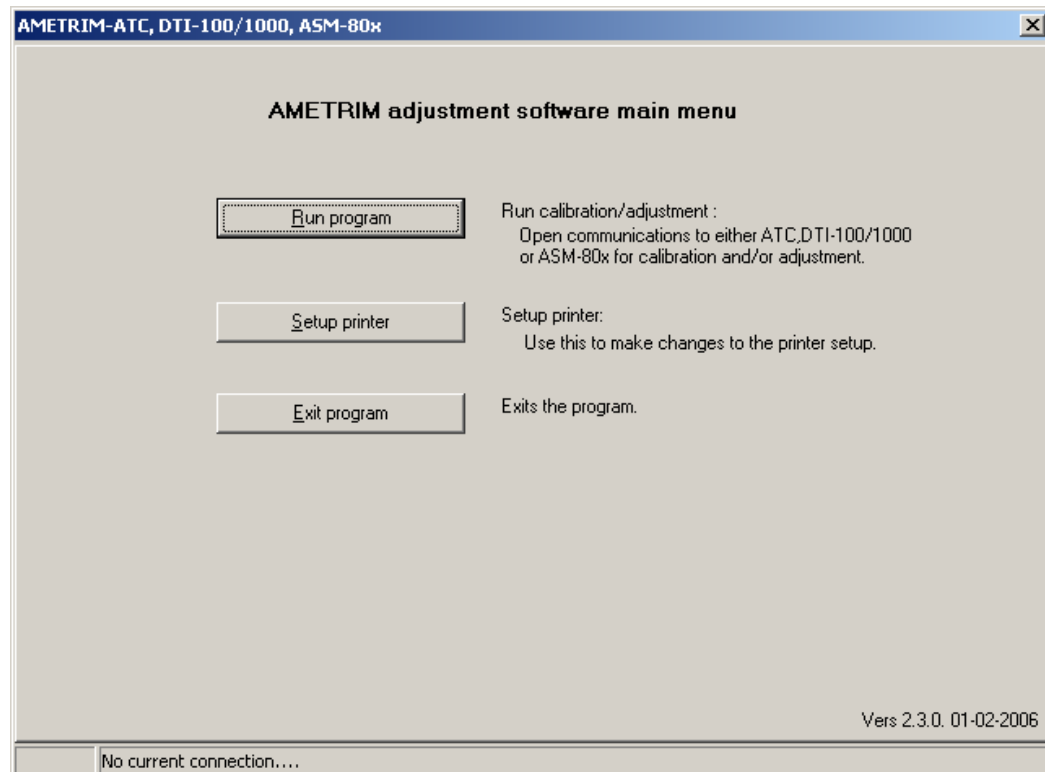 AMETRIM-ATC, DTI-100/1000, ASM-80x
AMETRIM adjustment software main menu
Run program
Run calibration/adjustment :
Open communications to either ATC,DTI-100/1000
or ASM-80x for calibration and/or adjustment.
Setup printer
Setup printer:
Use this to make changes to the printer setup.
Exit program
Exits the program.
Vers 2.3.0. 01-02-2006
No current connection....